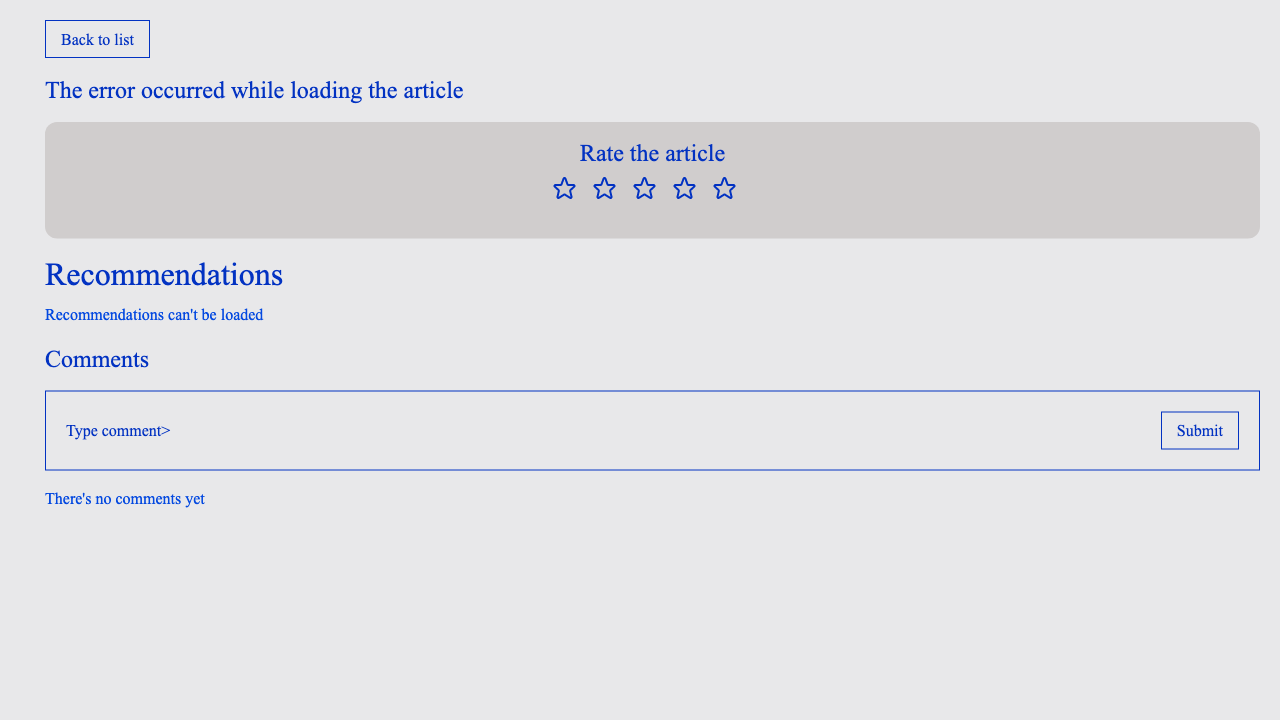 Back to list
The error occurred while loading the article
Rate the article
Recommendations
Recommendations can't be loaded
Comments
Type comment>
Submit
There's no comments yet